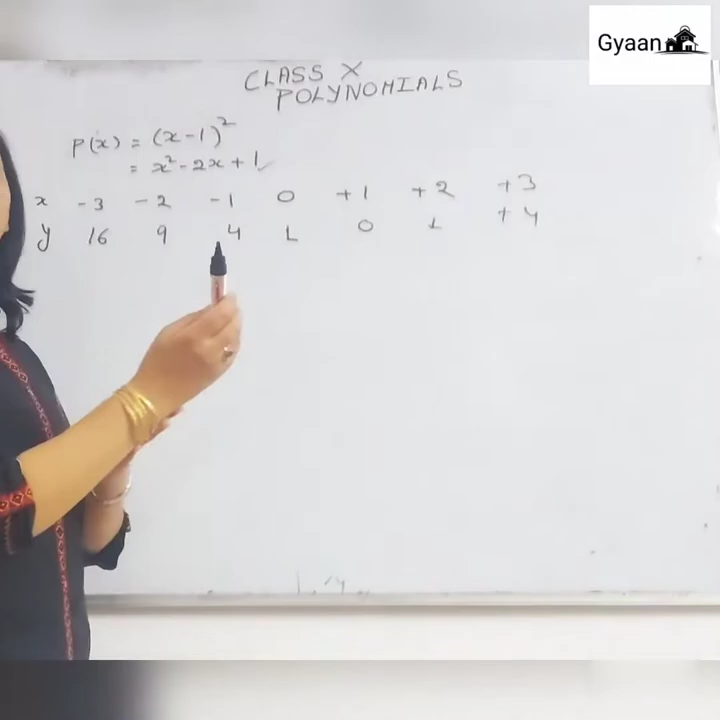 Gyaan
CLASS X
POLYNOMIALS
P(x) = (x-1)²
= x² - 2x + 1
x -3 -2 -1 0 +1 +2 +3
y 16 9 4 1 0 1 +4